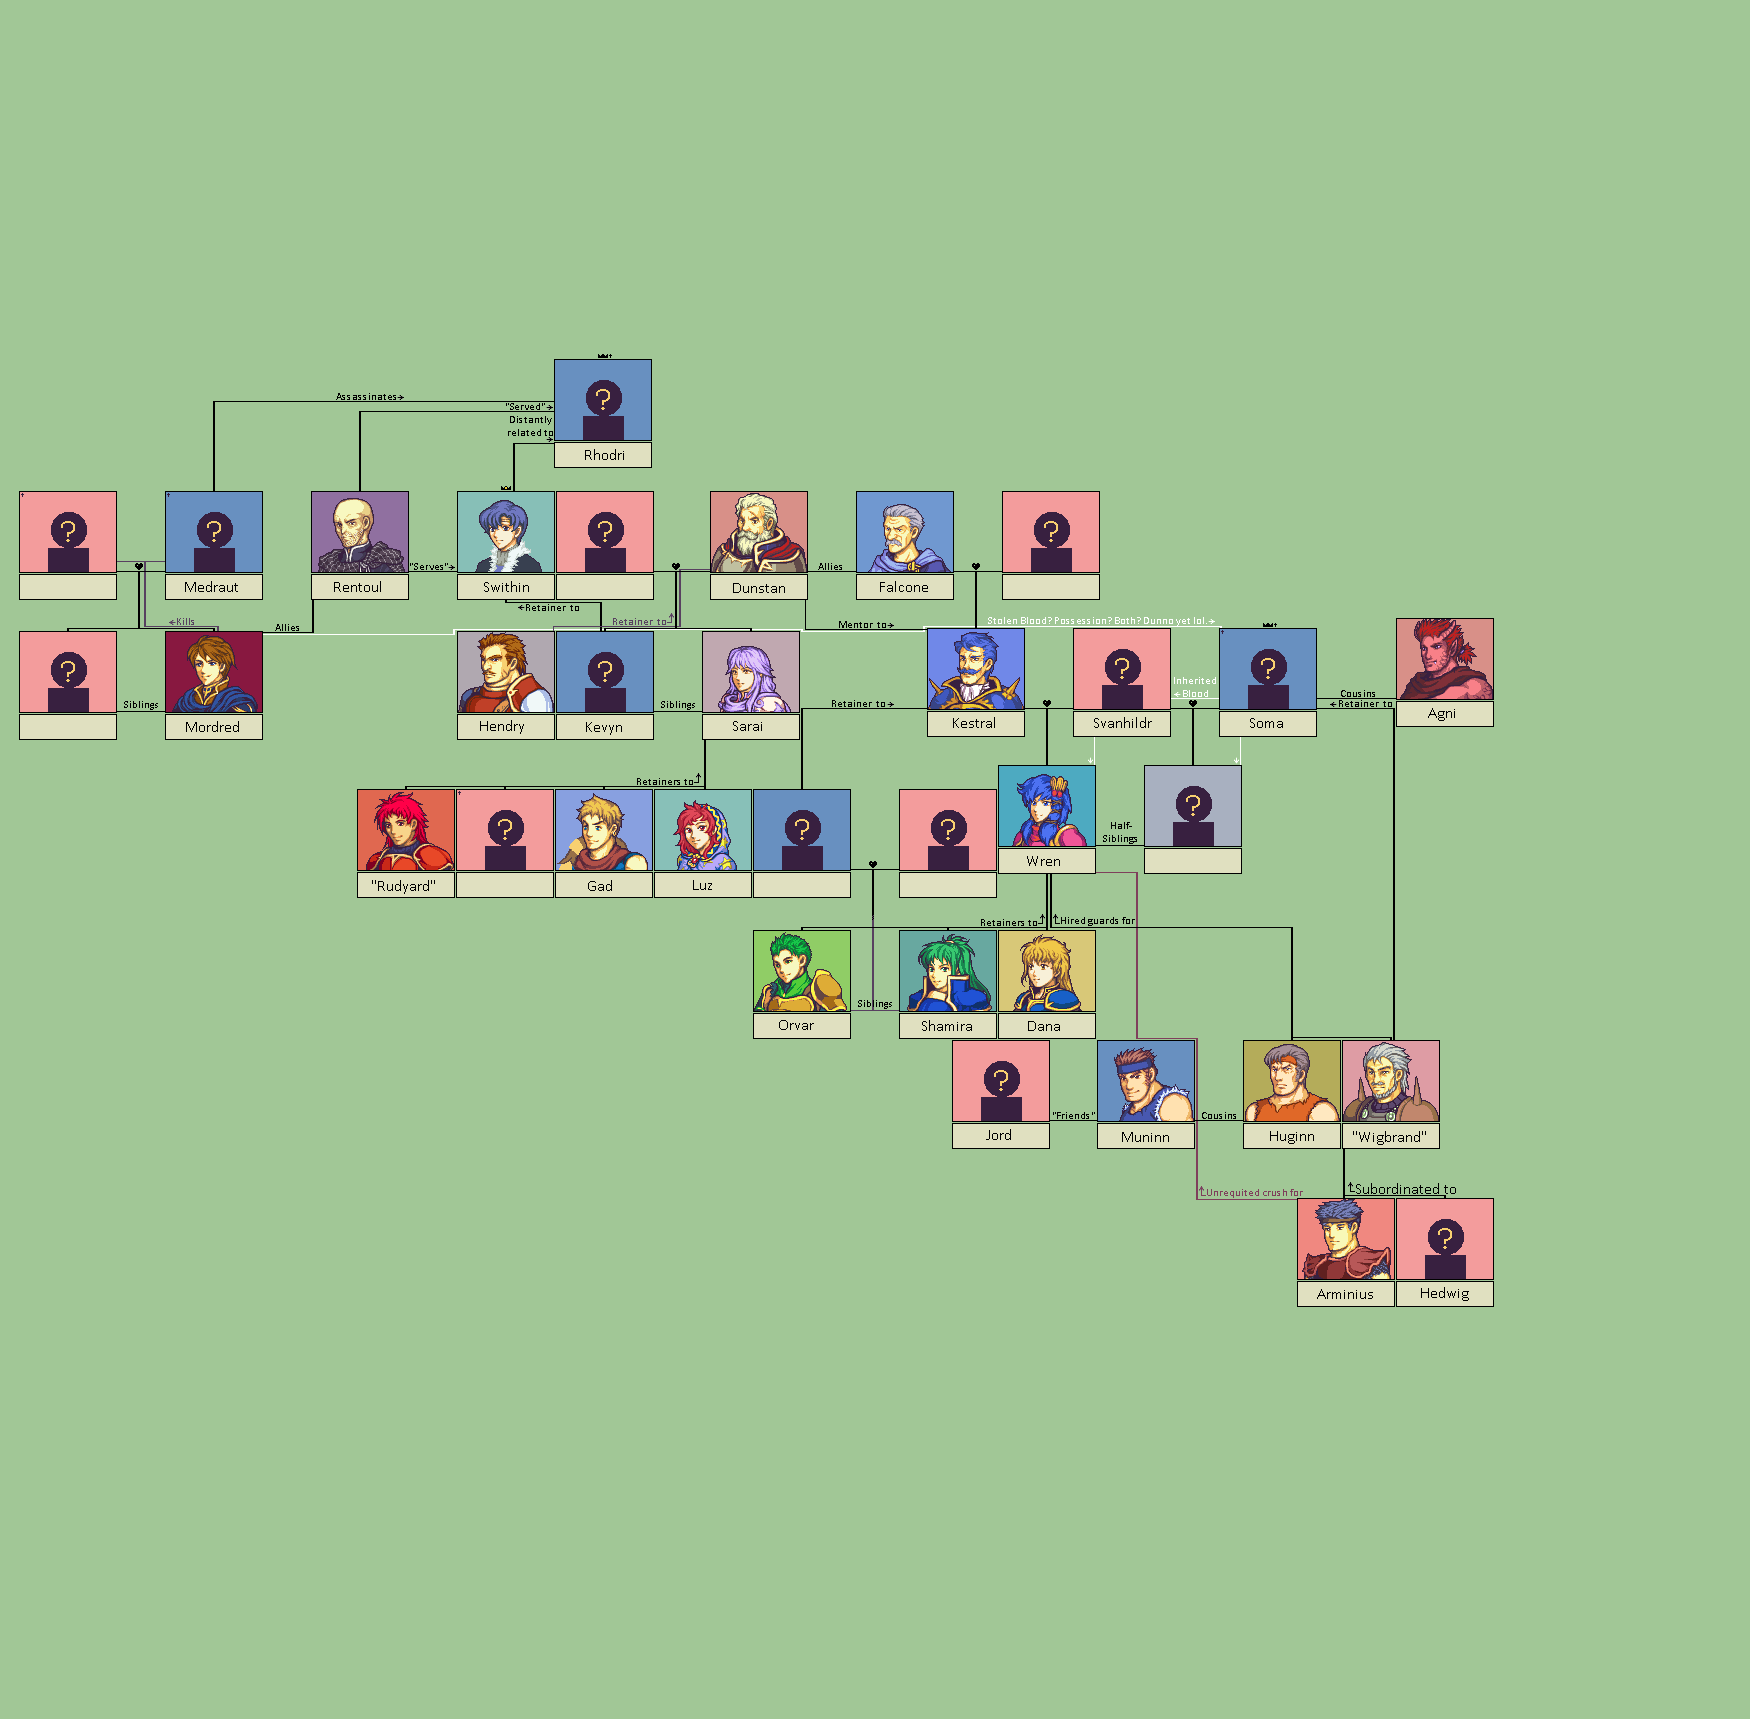 Assassinates→
"Served"→
Distantly
related to
→
Rhodri
Medraut
Rentoul
"Serves"→
Swithin
Dunstan
Allies
Falcone
←Retainer to
←Kills
Allies
Retainer to
Mentor to→
Stolen Blood? Possession? Both? Dunno yet lol.→
Siblings
Mordred
Hendry
Kevyn
Siblings
Sarai
Retainer to→
Kestral
Svanhildr
Inherited
←Blood
Soma
Cousins
←Retainer to
Agni
Retainers to
"Rudyard"
Gad
Luz
Wren
Half-
Siblings
Retainers to
Hired guards for
Orvar
Siblings
Shamira
Dana
Jord
"Friends"
Muninn
Cousins
Huginn
"Wigbrand"
Unrequited crush for
Subordinated to
Arminius
Hedwig